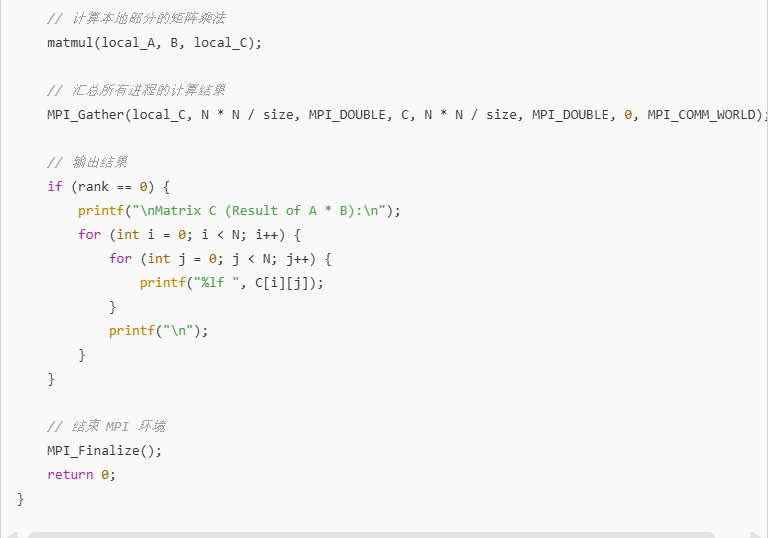 // 计算本地部分的矩阵乘法
matmul(local_A, B, local_C);
// 汇总所有进程的计算结果
MPI_Gather(local_C, N * N / size, MPI_DOUBLE, C, N * N / size, MPI_DOUBLE, 0, MPI_COMM_WORLD);
// 输出结果
if (rank == 0) {
printf("\nMatrix C (Result of A * B):\n");
for (int i = 0; i < N; i++) {
for (int j = 0; j < N; j++) {
printf("%lf ", C[i][j]);
}
printf("\n");
}
}
// 结束 MPI 环境
MPI_Finalize();
return 0;
}